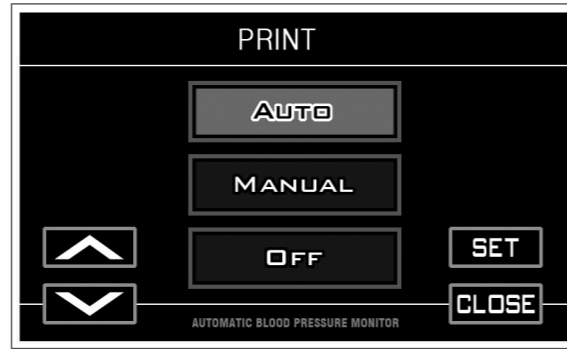 PRINT
AUTO
MANUAL
OFF
SET
CLOSE
AUTOMATIC BLOOD PRESSURE MONITOR